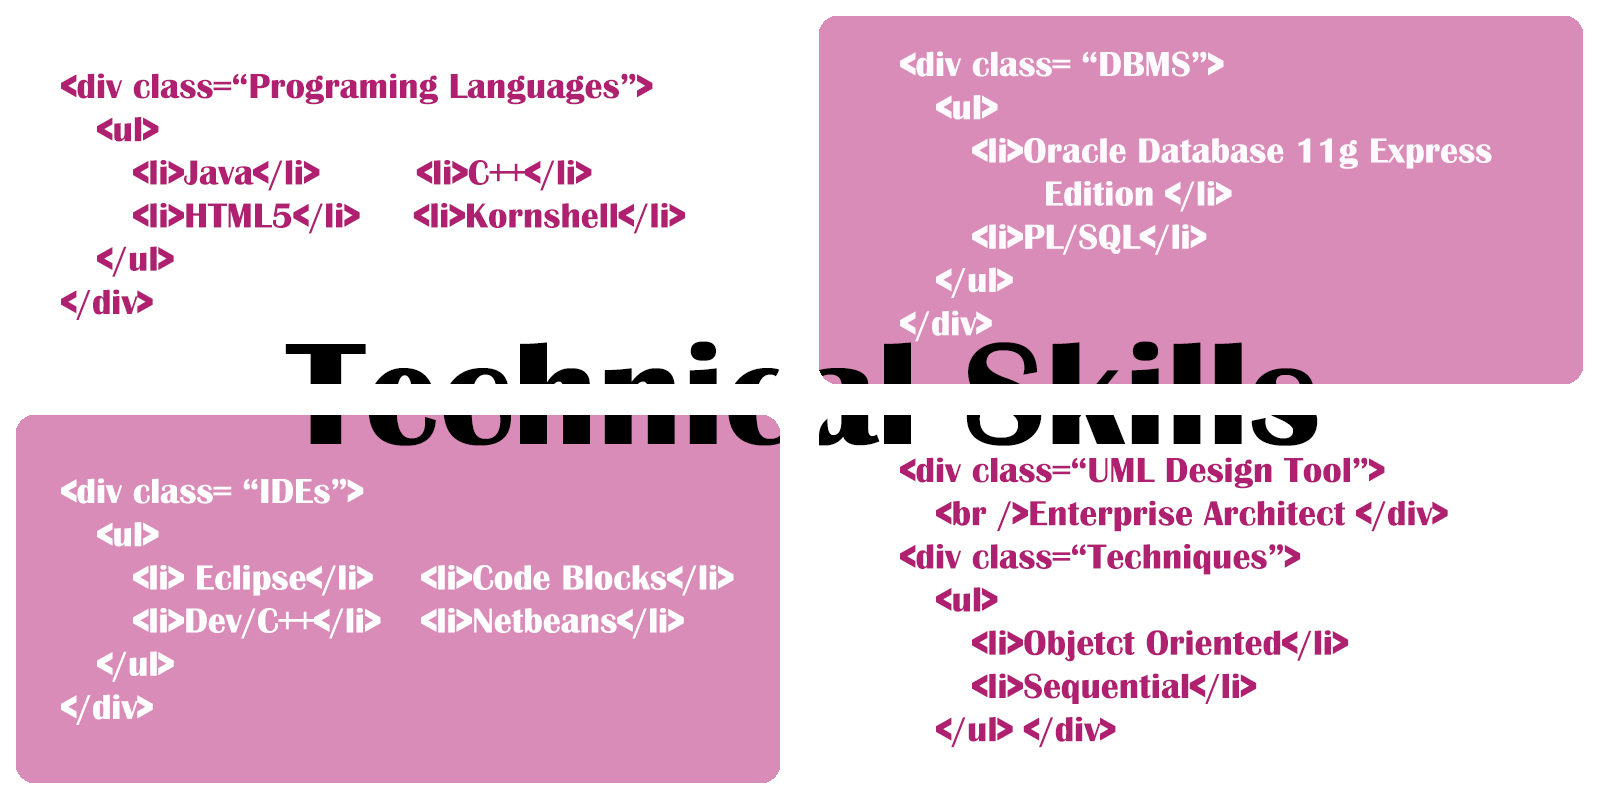 <div class=“Programing Languages”>
<ul>
<li>Java</li> <li>C++</li>
<li>HTML5</li> <li>Kornshell</li>
</ul>
</div>
<div class= “DBMS”>
<ul>
<li>Oracle Database 11g Express
Edition </li>
<li>PL/SQL</li>
</ul>
</div>
Technical Skills
<div class= “IDEs”>
<ul>
<li> Eclipse</li> <li>Code Blocks</li>
<li>Dev/C++</li> <li>Netbeans</li>
</ul>
</div>
<div class=“UML Design Tool”>
<br />Enterprise Architect </div>
<div class=“Techniques”>
<ul>
<li>Objetct Oriented</li>
<li>Sequential</li>
</ul> </div>